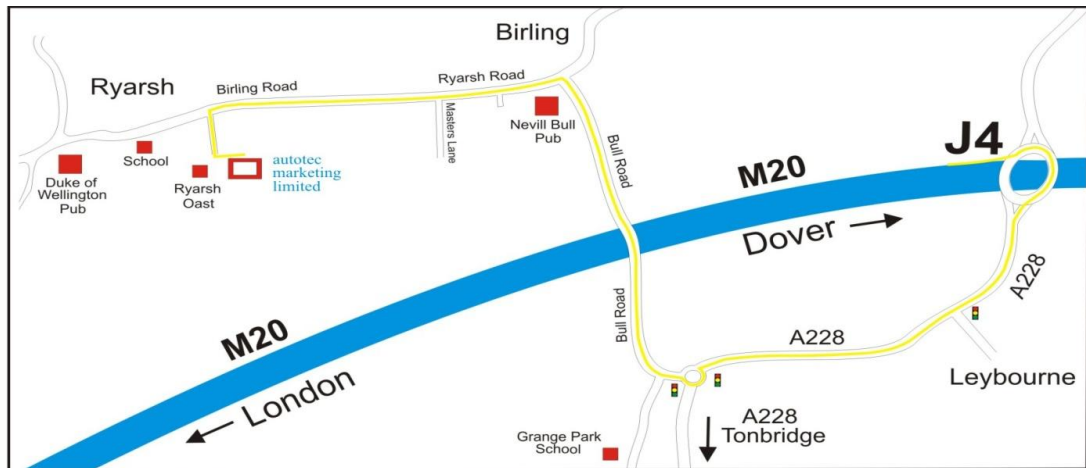 Birling
Ryarsh
Birling Road
Ryarsh Road
Masters Lane
Nevill Bull
Pub
School
Duke of
Wellington
Pub
Ryarsh
Oast
autotec
marketing
limited
Bull Road
J4
M20
Dover
M20
London
Bull Road
A228
A228
Leybourne
A228
Tonbridge
Grange Park
School